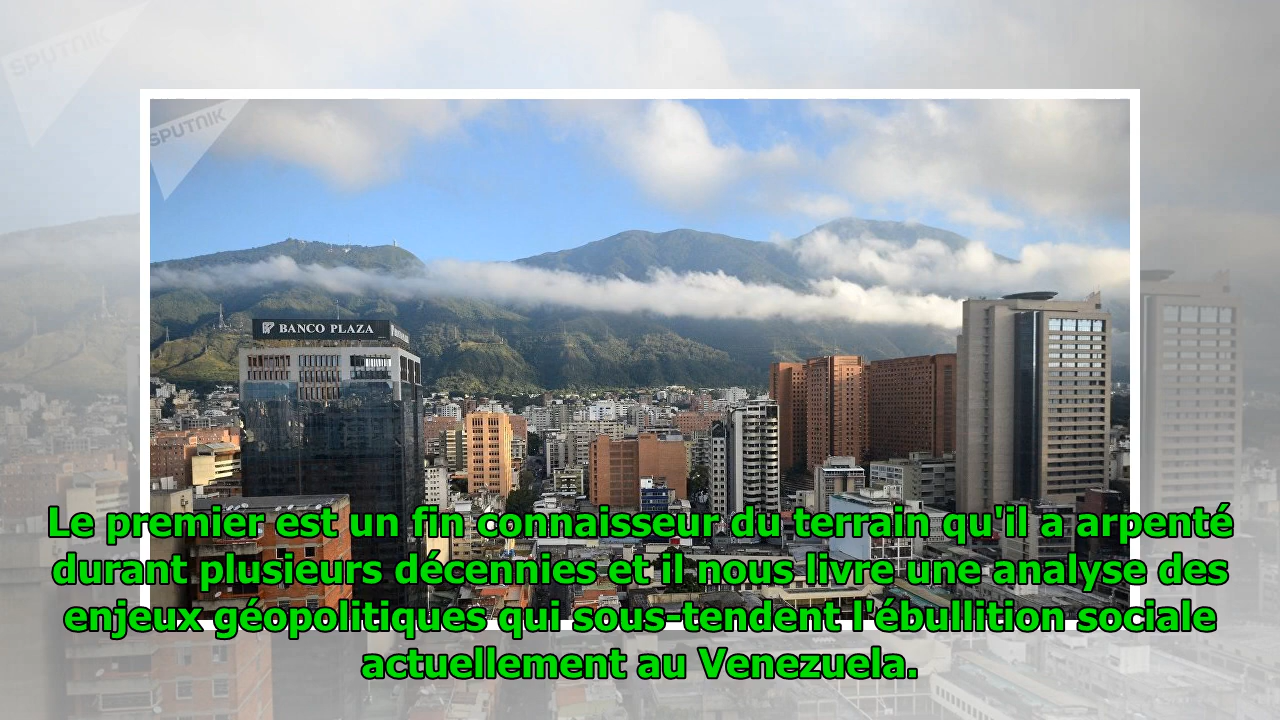 SPUTNIK
SPUTNIK
BANCO PLAZA
Le premier est un fin connaisseur du terrain qu'il a arpenté
durant plusieurs décennies et il nous livre une analyse des
enjeux géopolitiques qui sous-tendent l'ébullition sociale
actuellement au Venezuela.